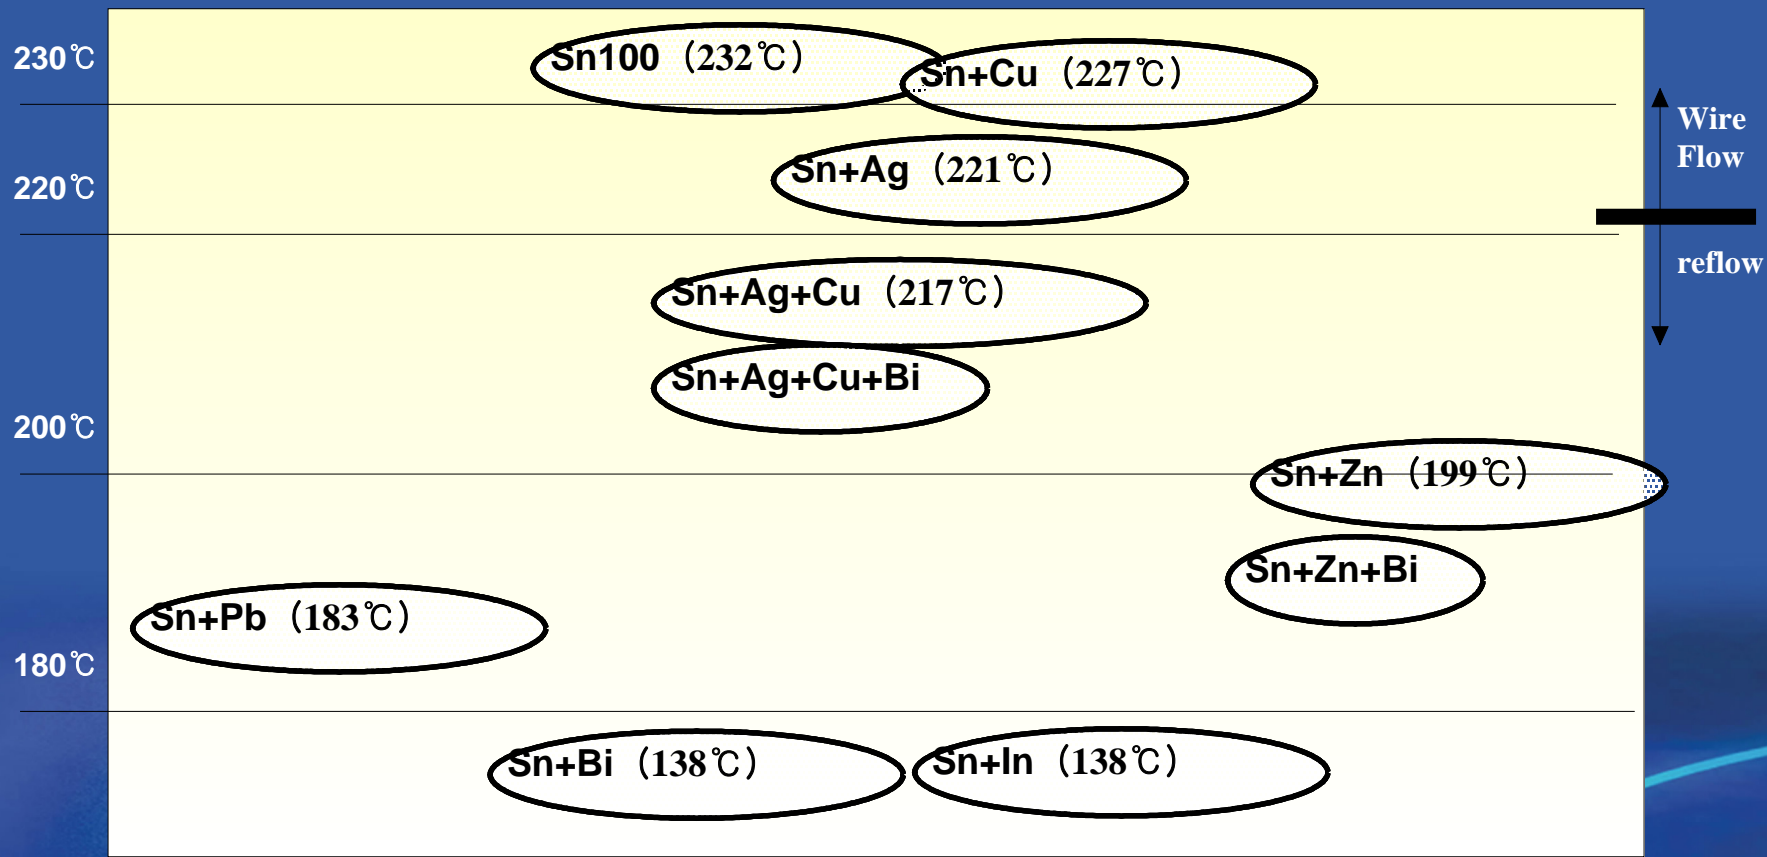 230℃
Sn100（232℃）
Sn+Cu（227℃）
Wire
Flow
220℃
Sn+Ag（221℃）
reflow
Sn+Ag+Cu（217℃）
Sn+Ag+Cu+Bi
200℃
Sn+Zn（199℃）
Sn+Zn+Bi
Sn+Pb（183℃）
180℃
Sn+Bi（138℃）
Sn+In（138℃）